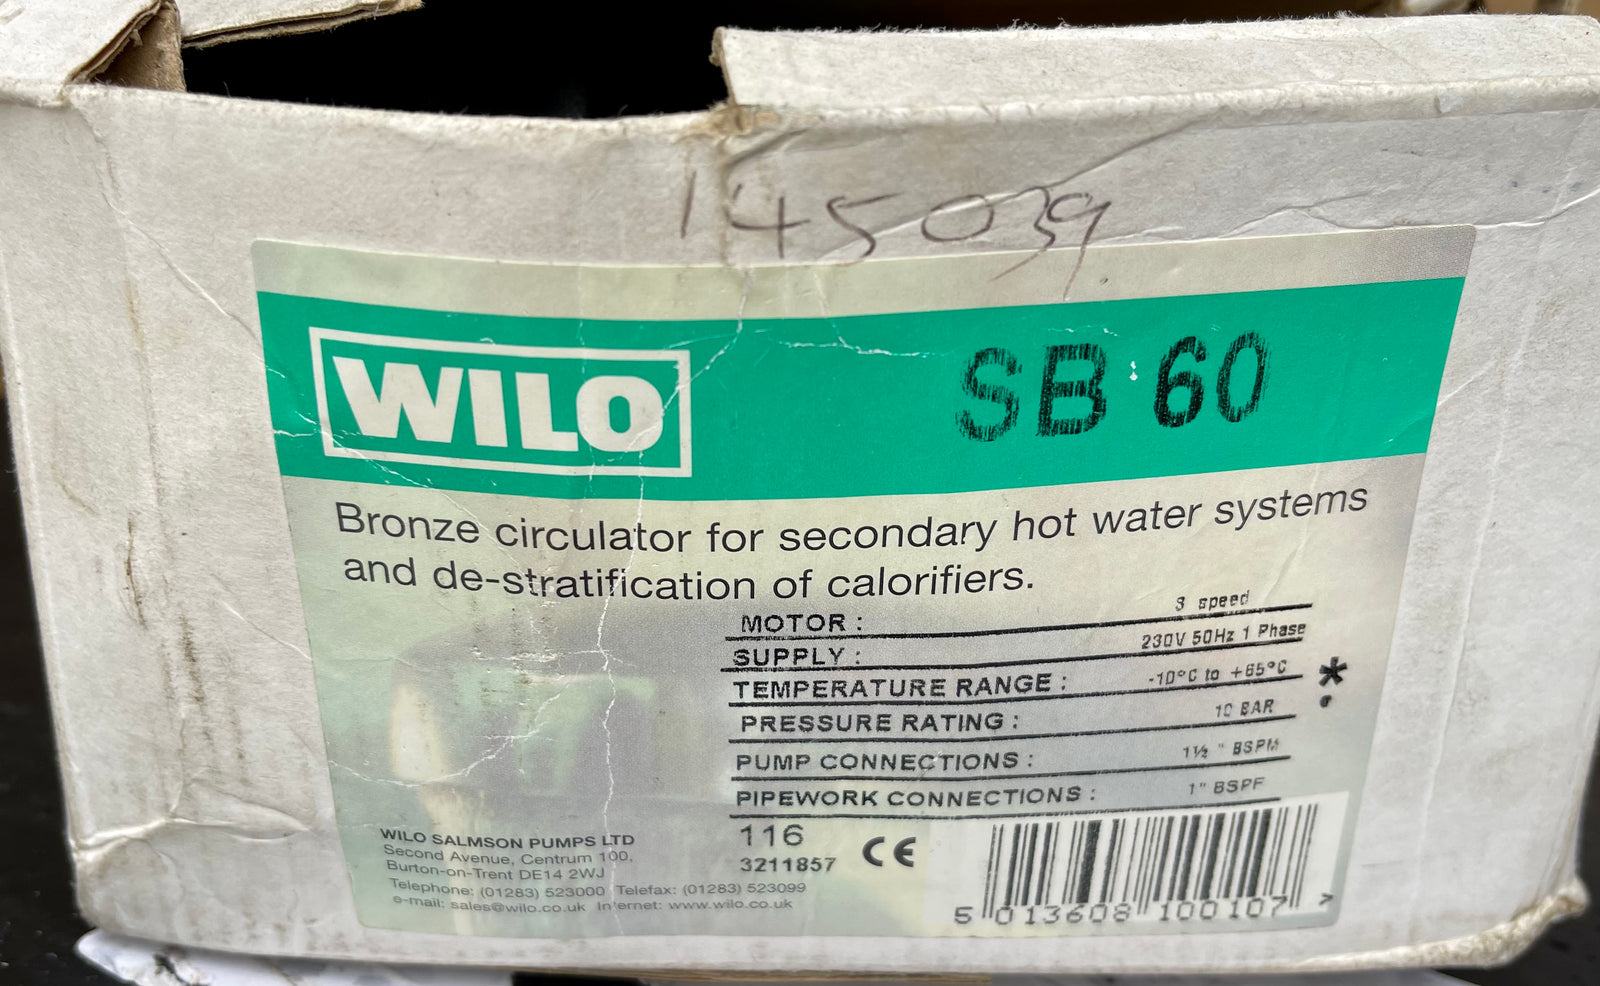 145039
WILO
SB 60
Bronze circulator for secondary hot water systems
and de-stratification of calorifiers.
MOTOR : 3 speed
SUPPLY : 230V 50Hz 1 Phase
TEMPERATURE RANGE : -10°C to +65°C *
PRESSURE RATING : 10 BAR
PUMP CONNECTIONS : 1½ " BSPM
PIPEWORK CONNECTIONS : 1" BSPF
116
3211857
CE
WILO SALMSON PUMPS LTD
Second Avenue, Centrum 100,
Burton-on-Trent DE14 2WJ
Telephone: (01283) 523000 Telefax: (01283) 523099
e-mail: sales@wilo.co.uk Internet: www.wilo.co.uk
5 013608 100107 >